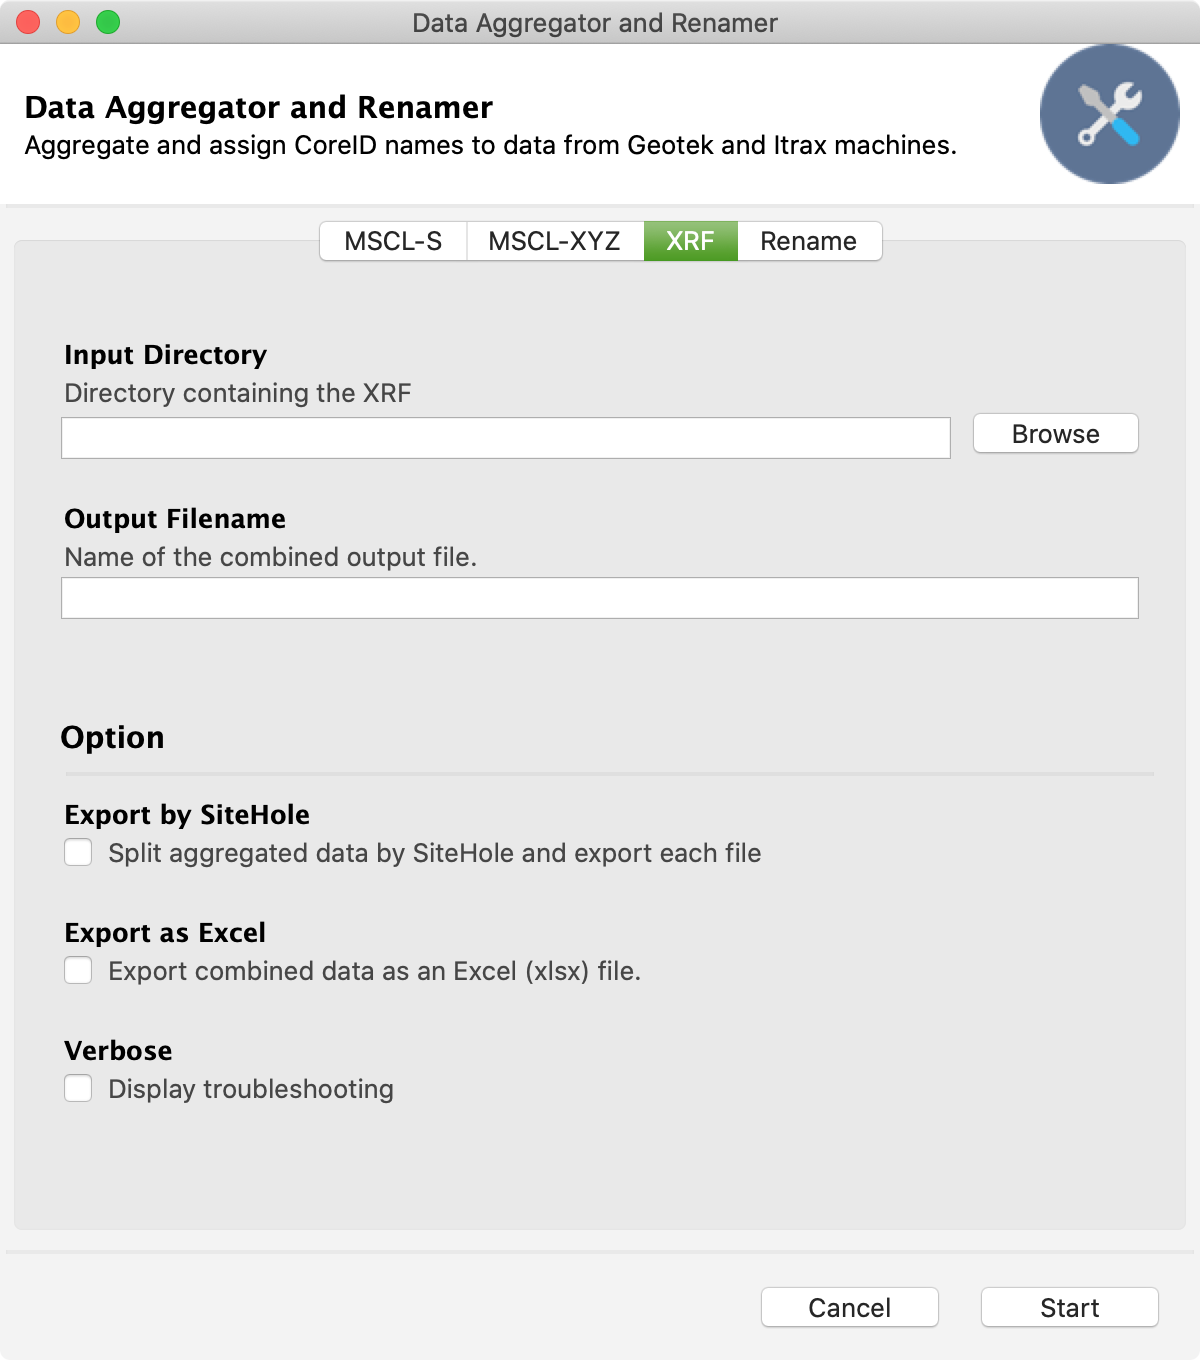 Data Aggregator and Renamer
Data Aggregator and Renamer
Aggregate and assign CoreID names to data from Geotek and Itrax machines.
MSCL-S MSCL-XYZ XRF Rename
Input Directory
Directory containing the XRF
Browse
Output Filename
Name of the combined output file.
Option
Export by SiteHole
Split aggregated data by SiteHole and export each file
Export as Excel
Export combined data as an Excel (xlsx) file.
Verbose
Display troubleshooting
Cancel Start